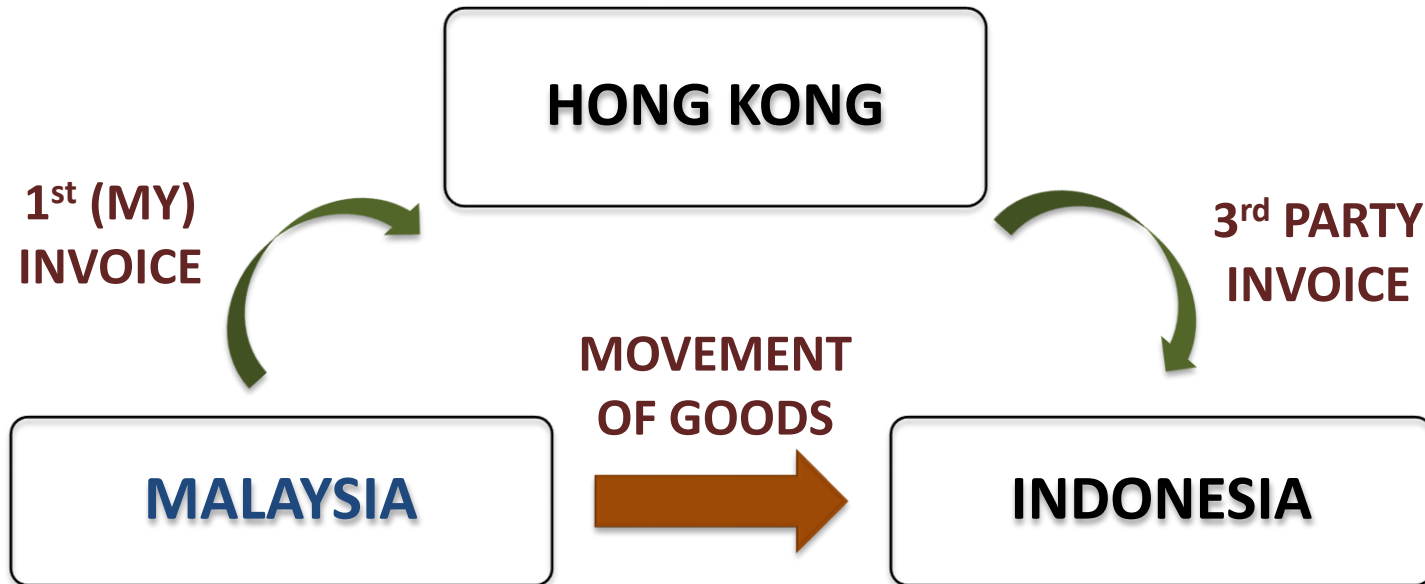 HONG KONG
1st (MY)
INVOICE
3rd PARTY
INVOICE
MOVEMENT
OF GOODS
MALAYSIA
INDONESIA